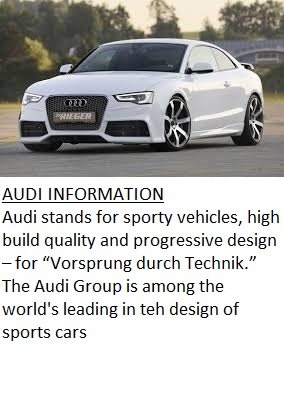 RIEGER
AUDI INFORMATION
Audi stands for sporty vehicles, high
build quality and progressive design
– for “Vorsprung durch Technik.”
The Audi Group is among the
world's leading in teh design of
sports cars